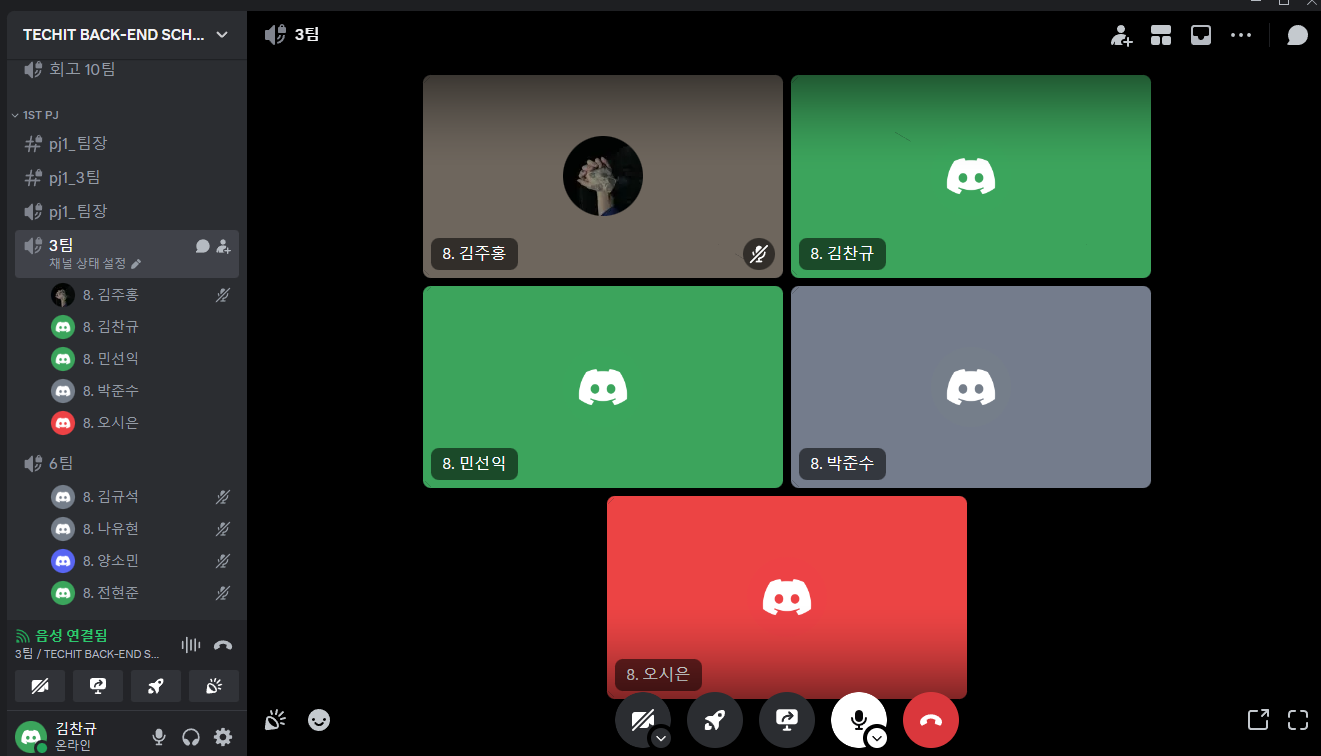 TECHIT BACK-END SCH...
회고 10팀
1ST PJ
pj1_팀장
pj1_3팀
pj1_팀장
3팀
채널 상태 설정
8. 김주홍
8. 김찬규
8. 민선익
8. 박준수
8. 오시은
6팀
8. 김규석
8. 나유현
8. 양소민
8. 전현준
음성 연결됨
3팀 / TECHIT BACK-END S...
김찬규
온라인
3팀
8. 김주홍
8. 김찬규
8. 민선익
8. 박준수
8. 오시은